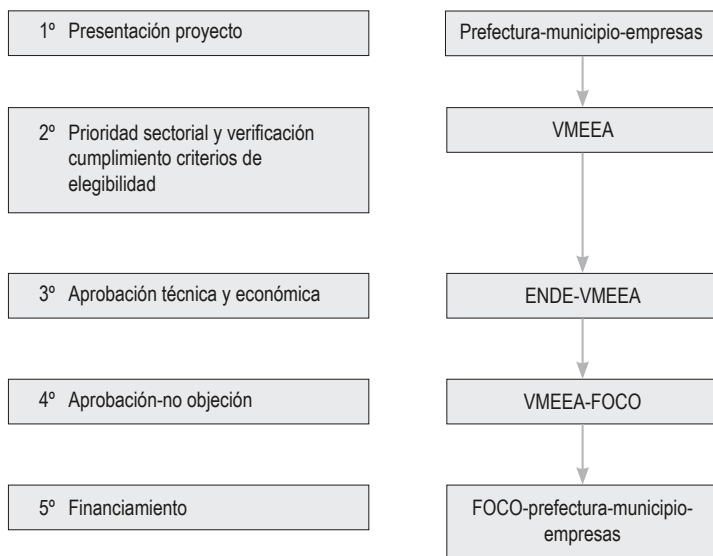 1º Presentación proyecto
Prefectura-municipio-empresas
2º Prioridad sectorial y verificación
cumplimiento criterios de
elegibilidad
VMEEA
3º Aprobación técnica y económica
ENDE-VMEEA
4º Aprobación-no objeción
VMEEA-FOCO
5º Financiamiento
FOCO-prefectura-municipio-
empresas